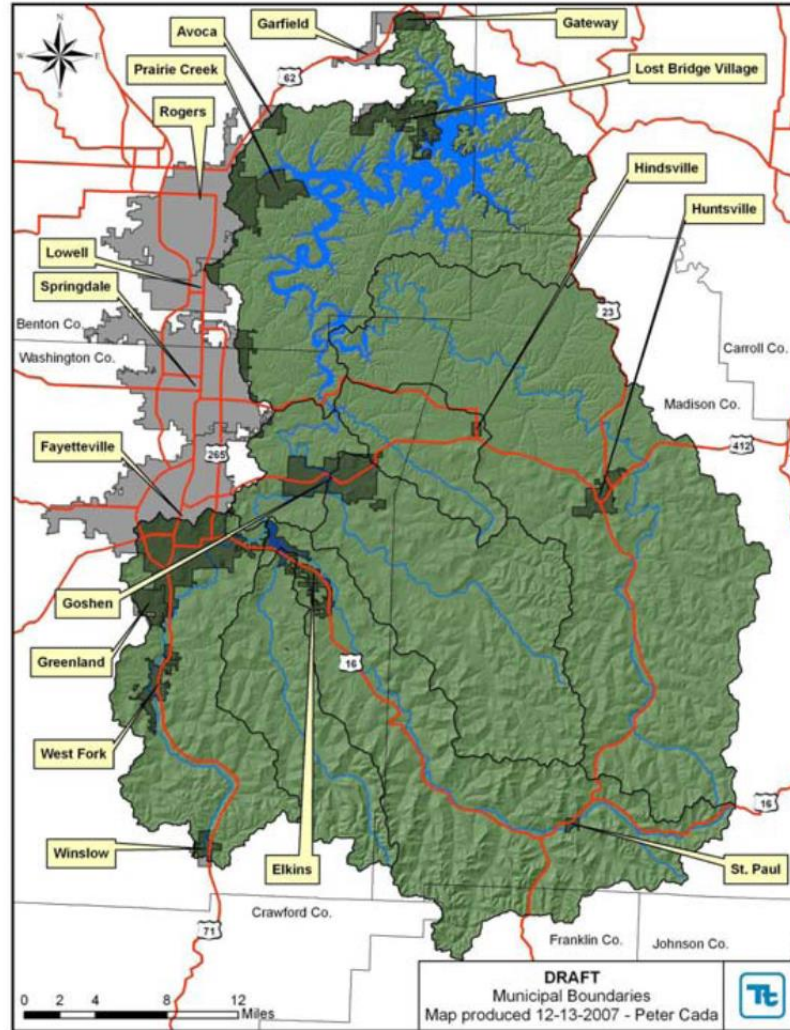 Garfield
Gateway
Avoca
62
Prairie Creek
Lost Bridge Village
N
W
E
S
Rogers
Hindsville
Huntsville
Lowell
Springdale
23
Benton Co.
Washington Co.
Carroll Co.
Madison Co.
Fayetteville
265
412
Goshen
Greenland
16
West Fork
16
Winslow
Elkins
St. Paul
Crawford Co.
71
Franklin Co.
Johnson Co.
DRAFT
Municipal Boundaries
Map produced 12-13-2007 - Peter Cada
Tt
0 2 4 8 12
Miles